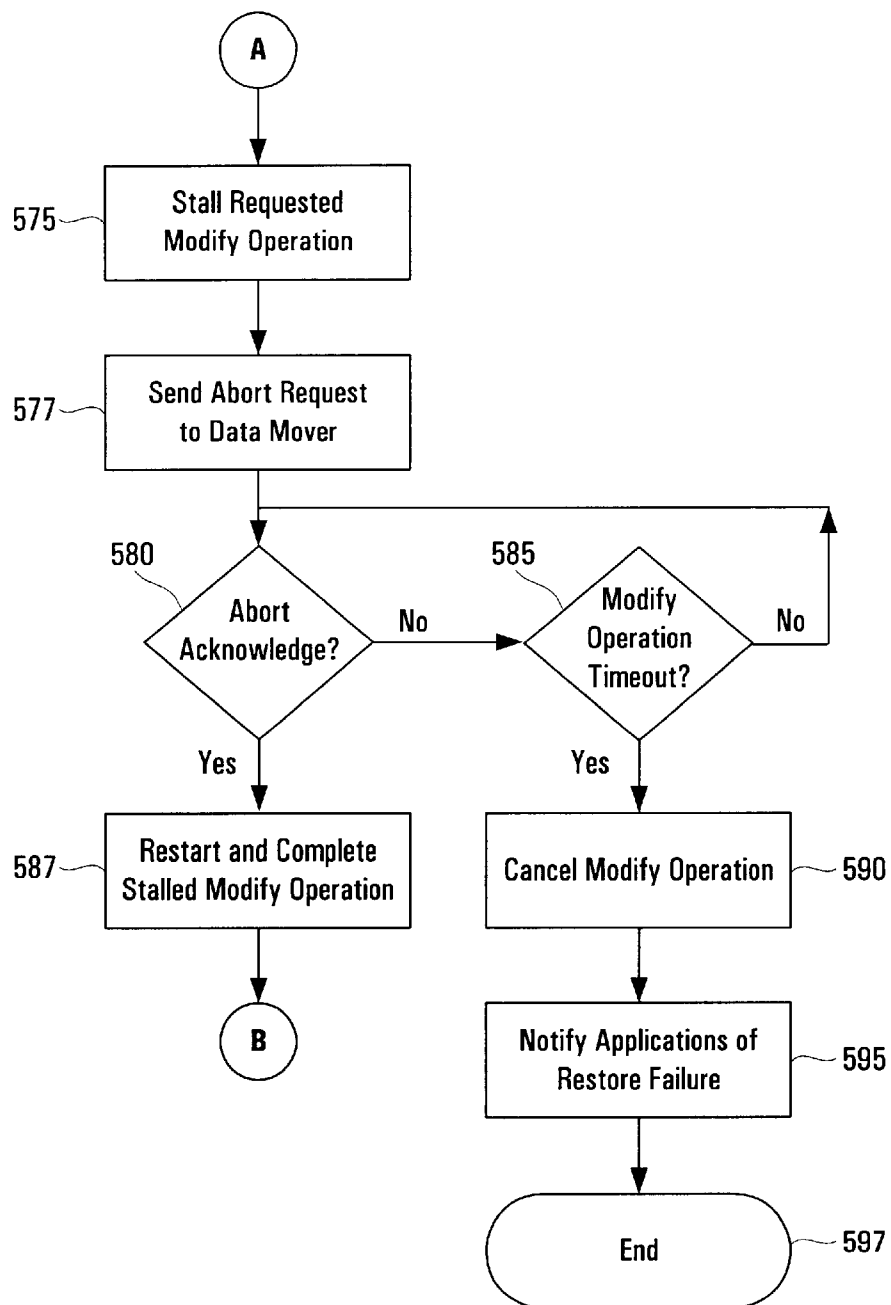 A
575
Stall Requested
Modify Operation
577
Send Abort Request
to Data Mover
580
Abort
Acknowledge?
No
585
Modify
Operation
Timeout?
No
Yes
Yes
587
Restart and Complete
Stalled Modify Operation
Cancel Modify Operation
590
B
Notify Applications of
Restore Failure
595
End
597